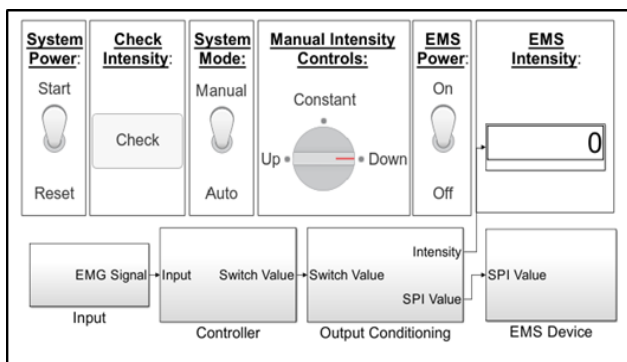 System Power:
Start
Reset
Check Intensity:
Check
System Mode:
Manual
Auto
Manual Intensity Controls:
Constant
Up
Down
EMS Power:
On
Off
EMS Intensity:
0
EMG Signal
Input
Input
Switch Value
Controller
Switch Value
Intensity
SPI Value
Output Conditioning
SPI Value
EMS Device